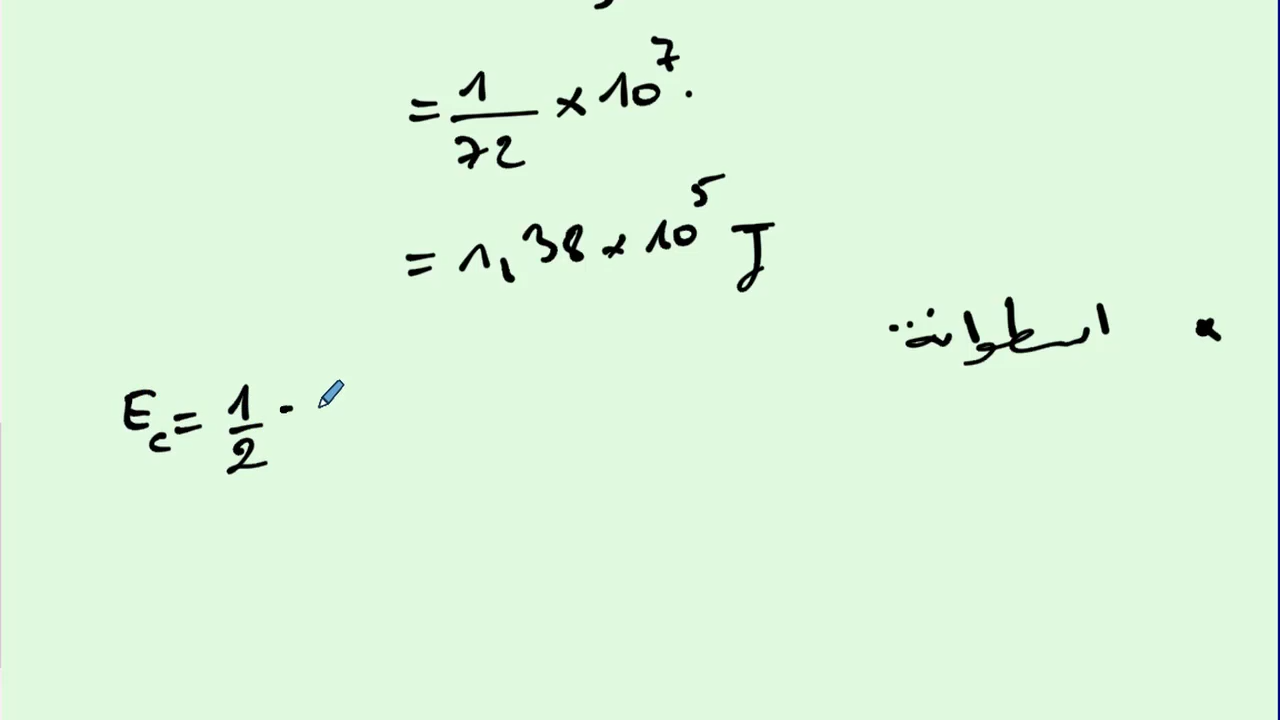 = 1/72 × 10⁷.
= 1,38 × 10⁵ J
× اسطوانة:
E_c = 1/2 ·